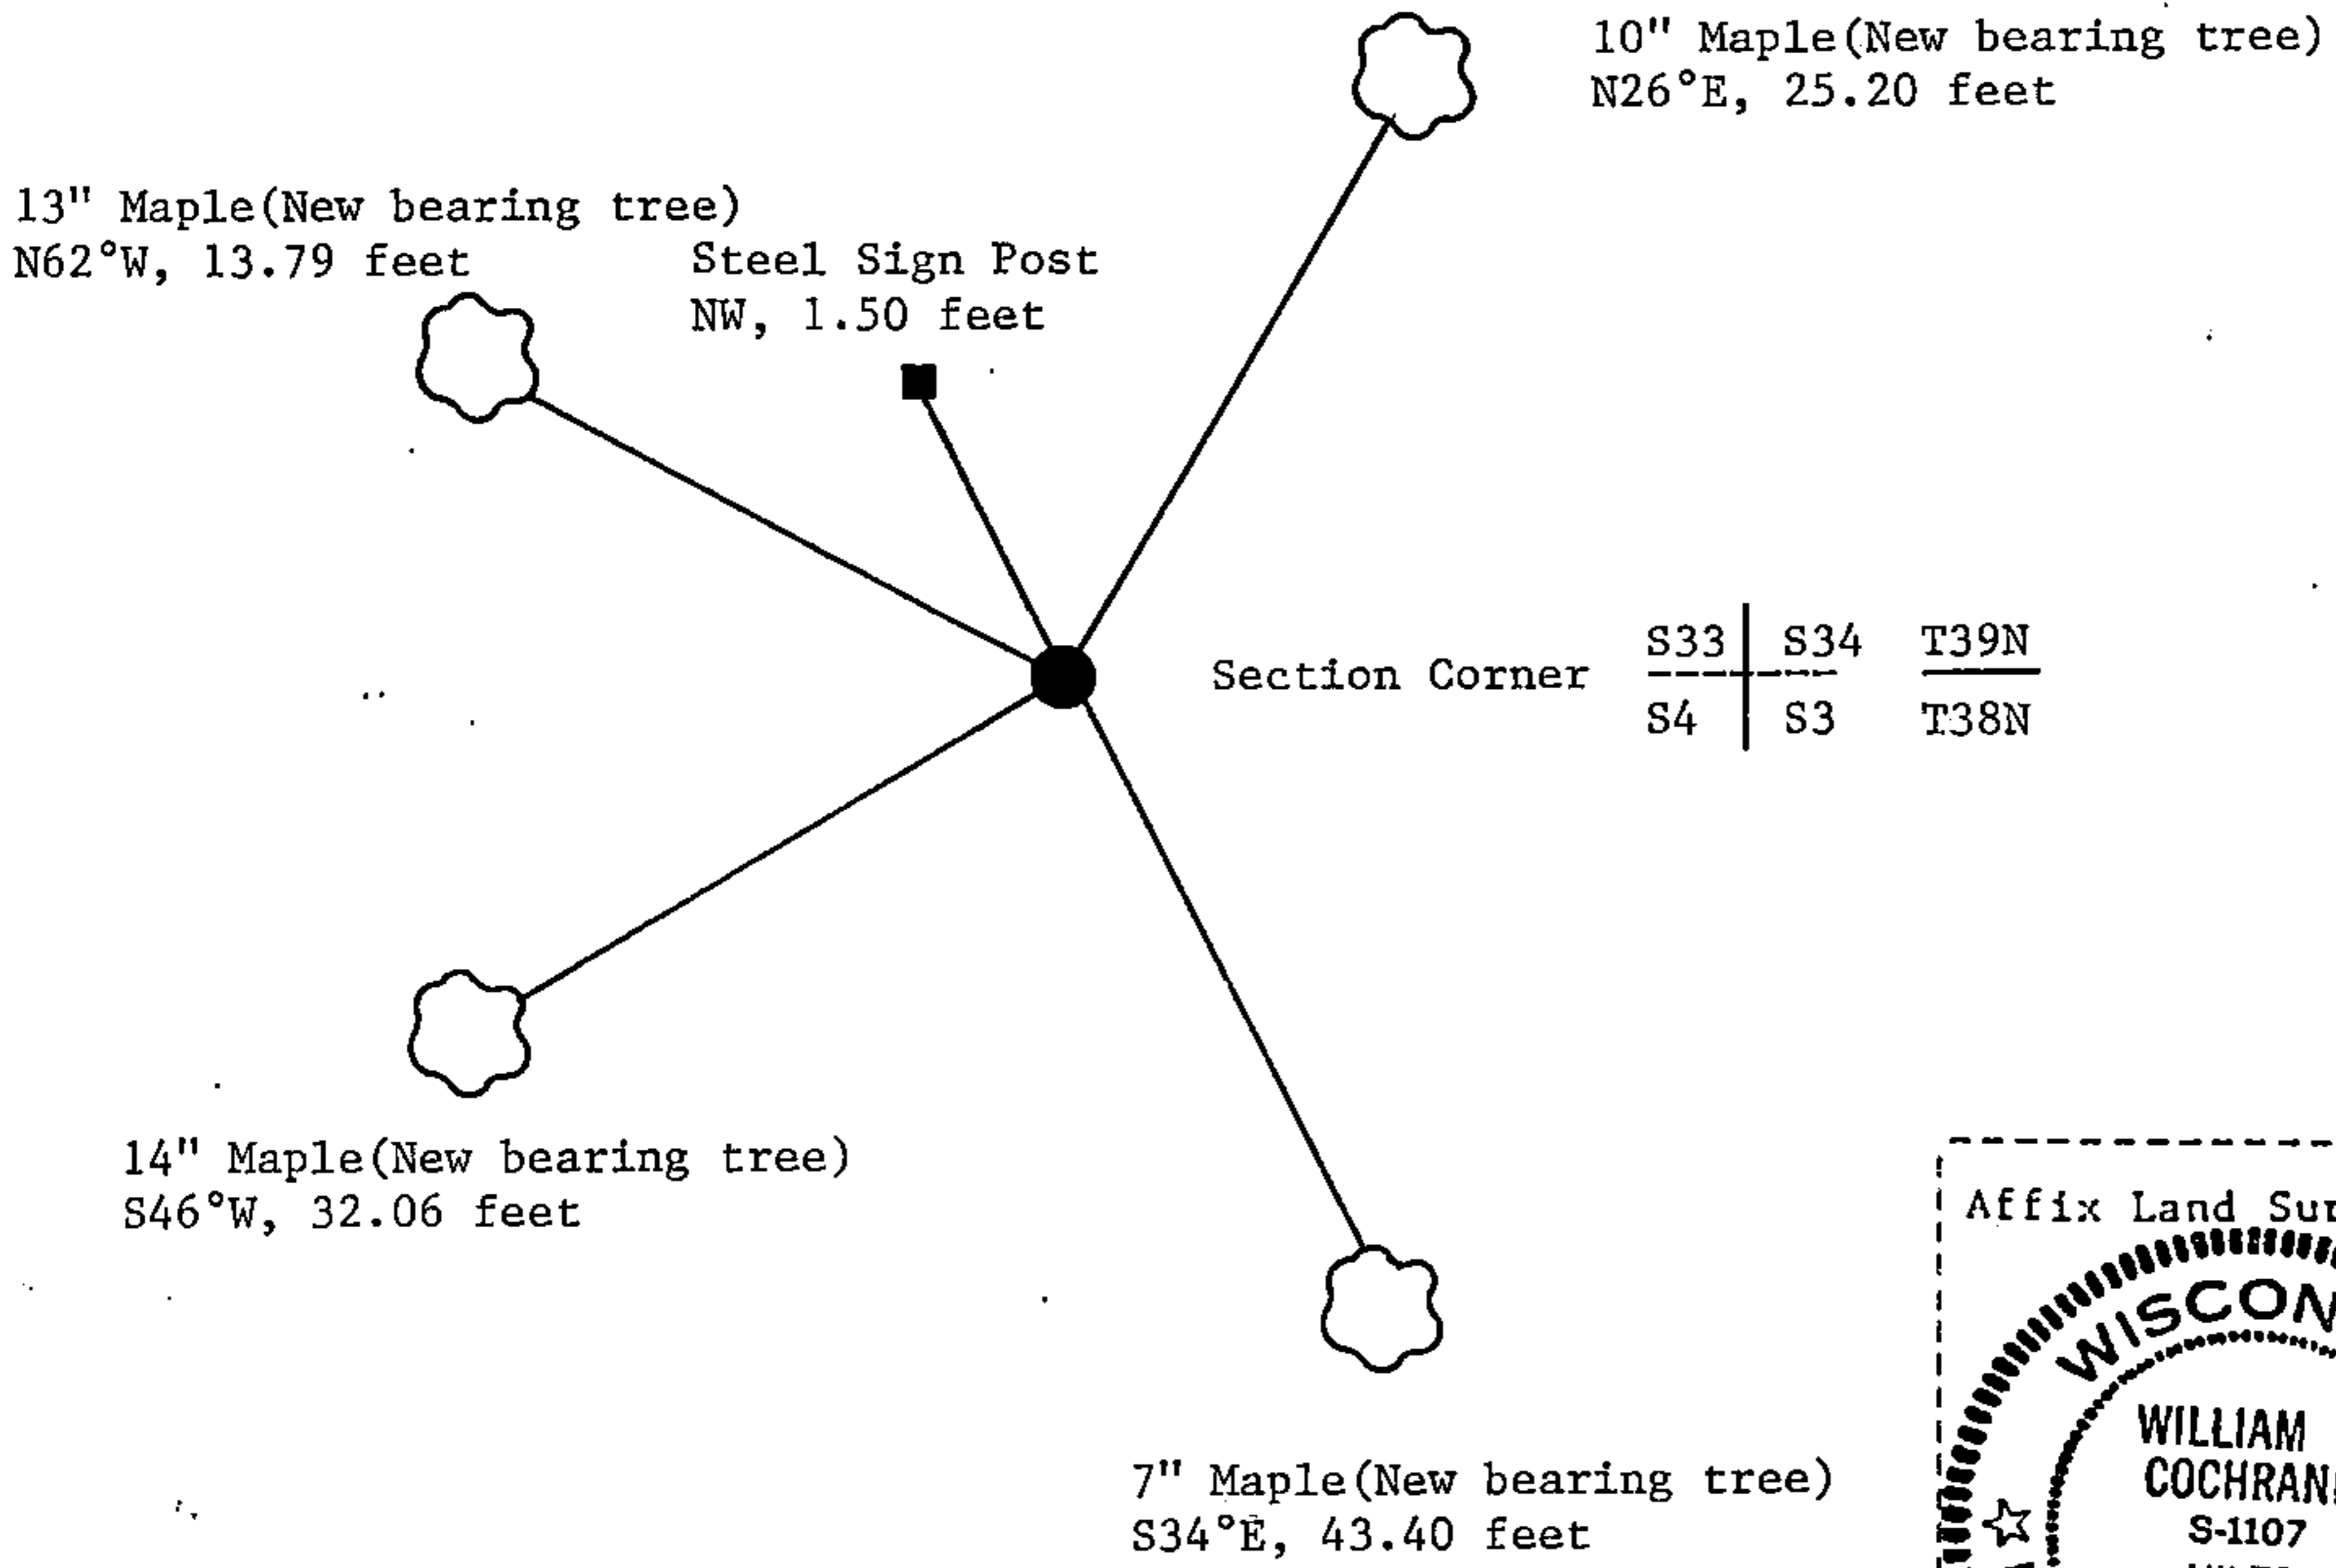 10" Maple(New bearing tree)
N26°E, 25.20 feet
13" Maple(New bearing tree)
N62°W, 13.79 feet
Steel Sign Post
NW, 1.50 feet
Section Corner
S33 S34 T39N
S4 S3 T38N
14" Maple(New bearing tree)
S46°W, 32.06 feet
7" Maple(New bearing tree)
S34°E, 43.40 feet
Affix Land Sur
WISCON
WILLIAM
COCHRAN
S-1107